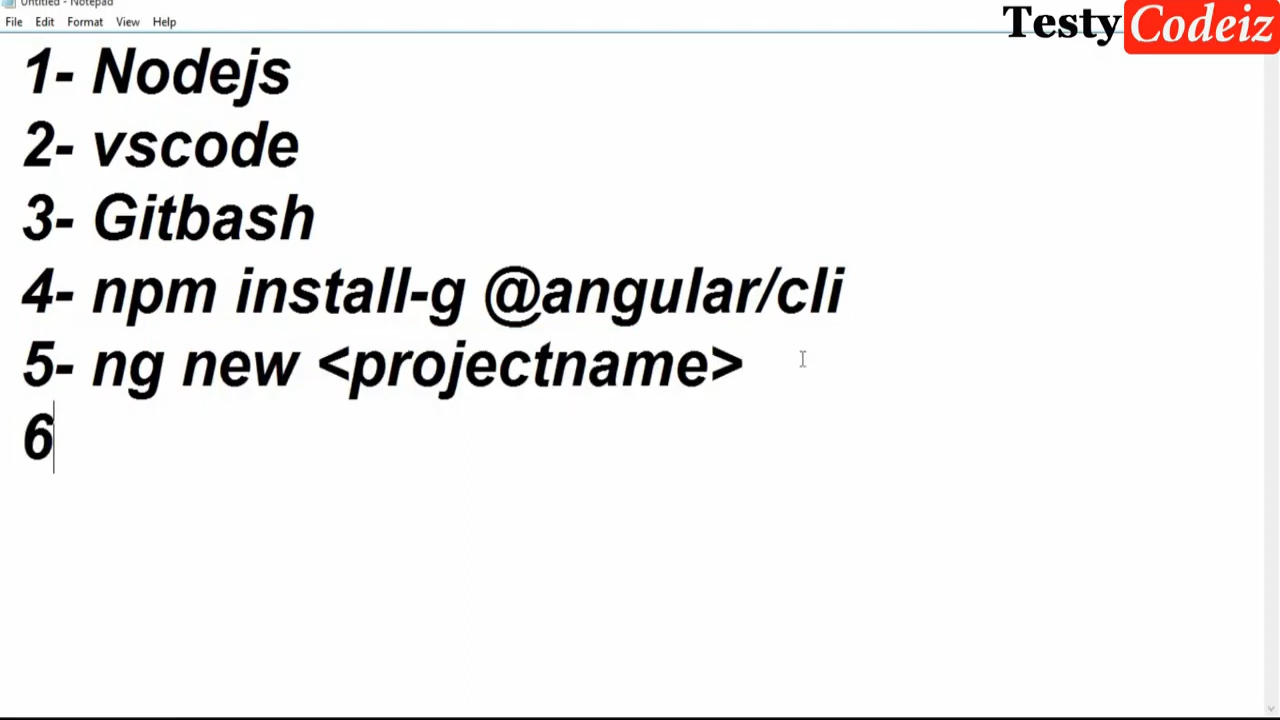 Untitled - Notepad
File Edit Format View Help
Testy Codeiz
1- Nodejs
2- vscode
3- Gitbash
4- npm install-g @angular/cli
5- ng new <projectname>
6